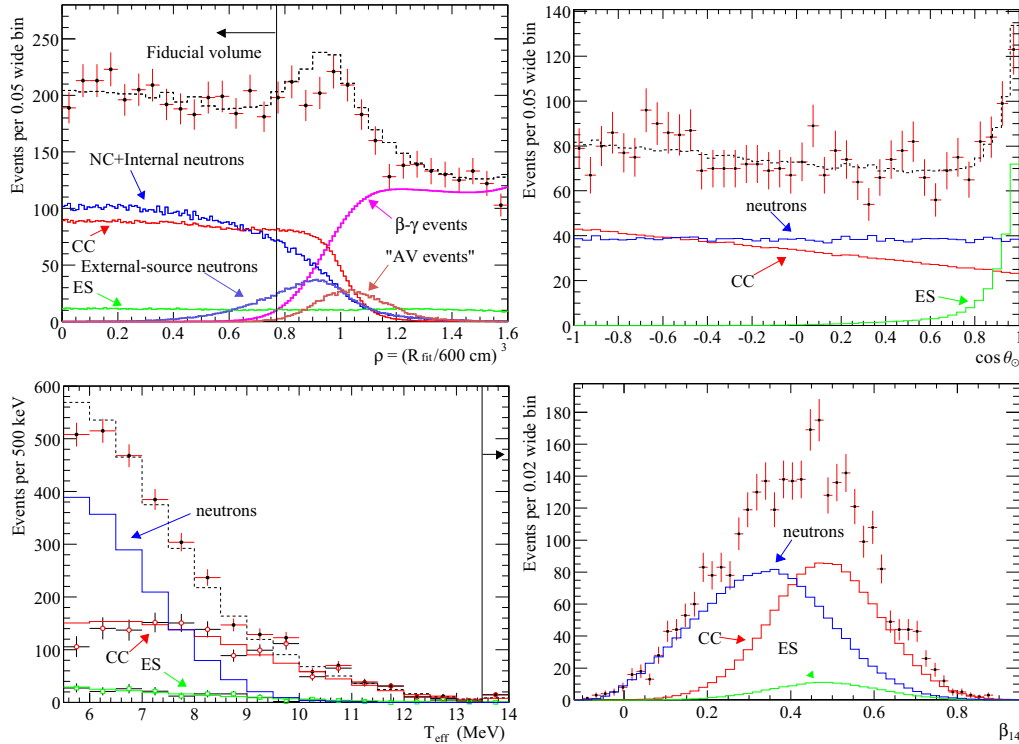 Events per 0.05 wide bin
250
200
150
100
50
0
Fiducial volume
NC+Internal neutrons
CC
External-source neutrons
ES
β-γ events
"AV events"
0 0.2 0.4 0.6 0.8 1 1.2 1.4 1.6
ρ = (R fit/600 cm) 3
Events per 0.05 wide bin
140
120
100
80
60
40
20
0
neutrons
CC
ES
-1 -0.8 -0.6 -0.4 -0.2 -0.0 0.2 0.4 0.6 0.8 1
cos θ☉
Events per 500 keV
600
500
400
300
200
100
0
neutrons
CC
ES
6 7 8 9 10 11 12 13 14
Teff (MeV)
Events per 0.02 wide bin
180
160
140
120
100
80
60
40
20
0
neutrons
CC
ES
0 0.2 0.4 0.6 0.8
β14